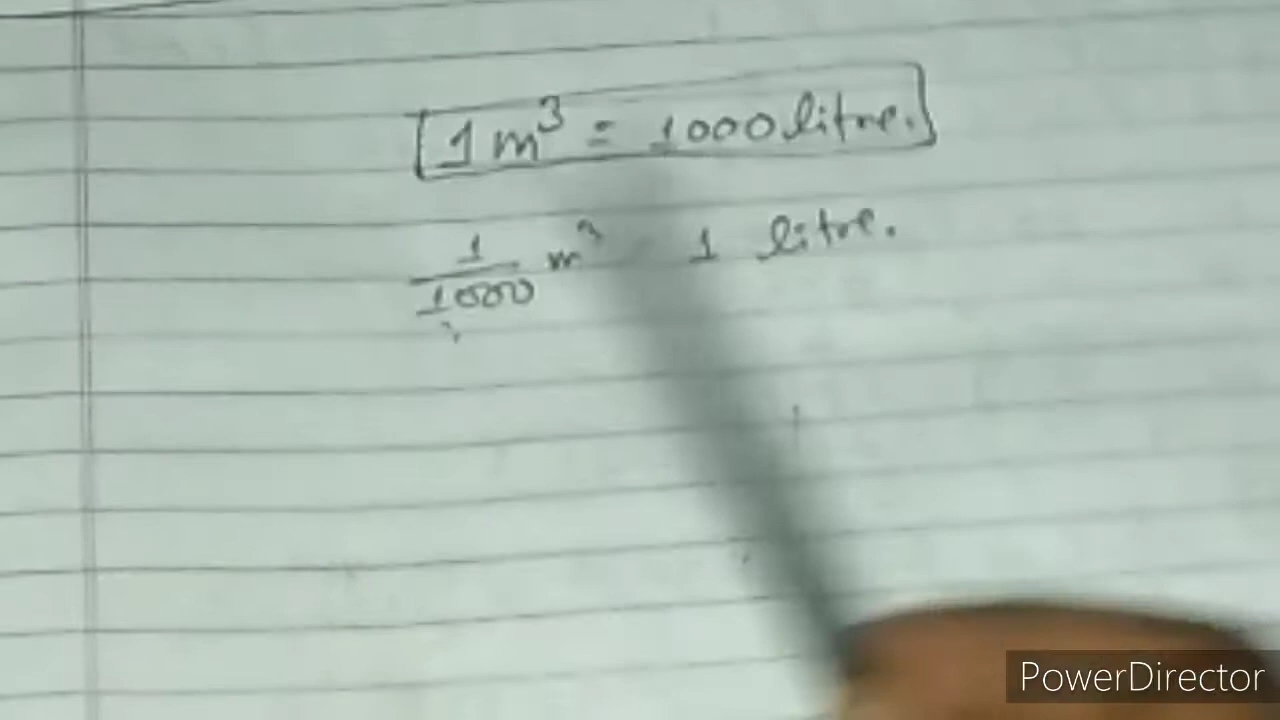 1 m³ = 1000 litre.
1/1000 m³ 1 litre.
PowerDirector